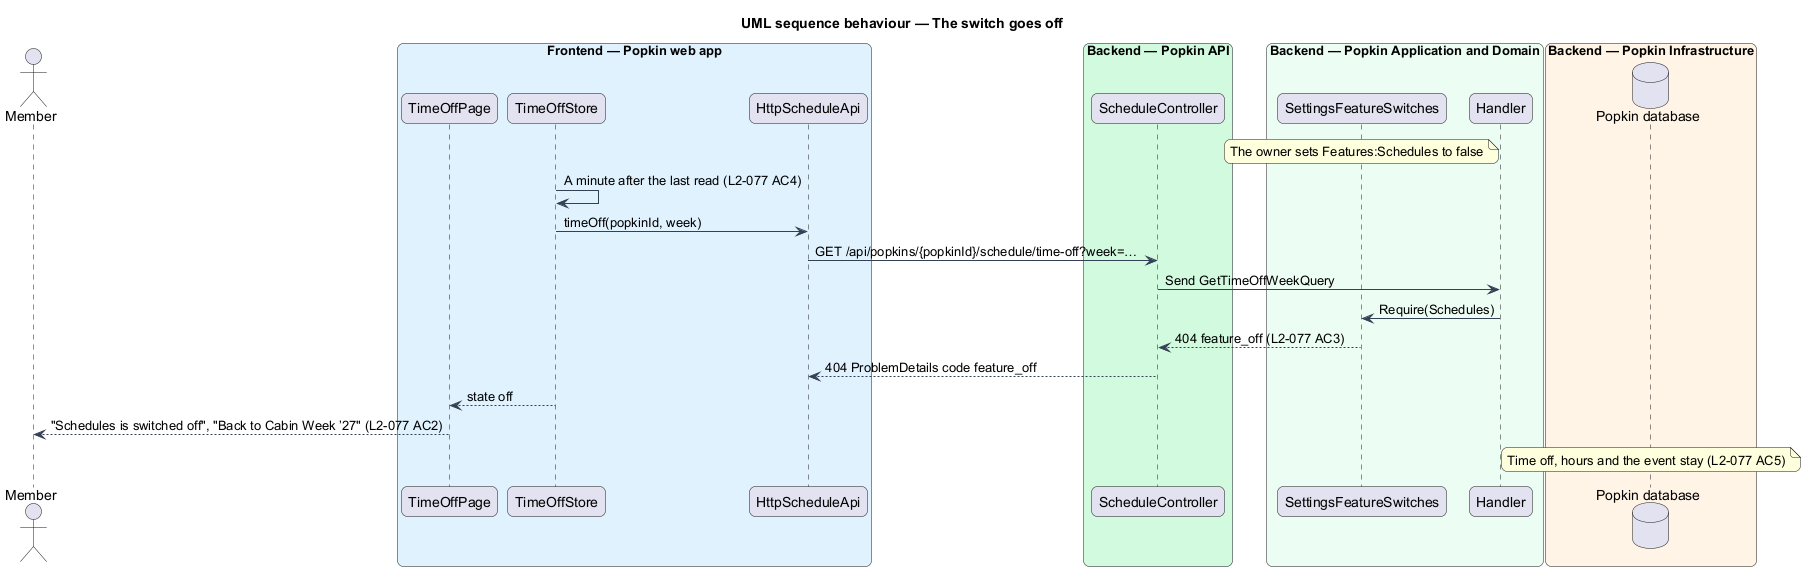 UML sequence behaviour — The switch goes off
Frontend — Popkin web app
Backend — Popkin API
Backend — Popkin Application and Domain
Backend — Popkin Infrastructure
Member
TimeOffPage
TimeOffStore
HttpScheduleApi
ScheduleController
SettingsFeatureSwitches
Handler
Popkin database
The owner sets Features:Schedules to false
A minute after the last read (L2-077 AC4)
timeOff(popkinId, week)
GET /api/popkins/{popkinId}/schedule/time-off?week=…
Send GetTimeOffWeekQuery
Require(Schedules)
404 feature_off (L2-077 AC3)
404 ProblemDetails code feature_off
state off
"Schedules is switched off", "Back to Cabin Week ’27" (L2-077 AC2)
Time off, hours and the event stay (L2-077 AC5)
Member
TimeOffPage
TimeOffStore
HttpScheduleApi
ScheduleController
SettingsFeatureSwitches
Handler
Popkin database